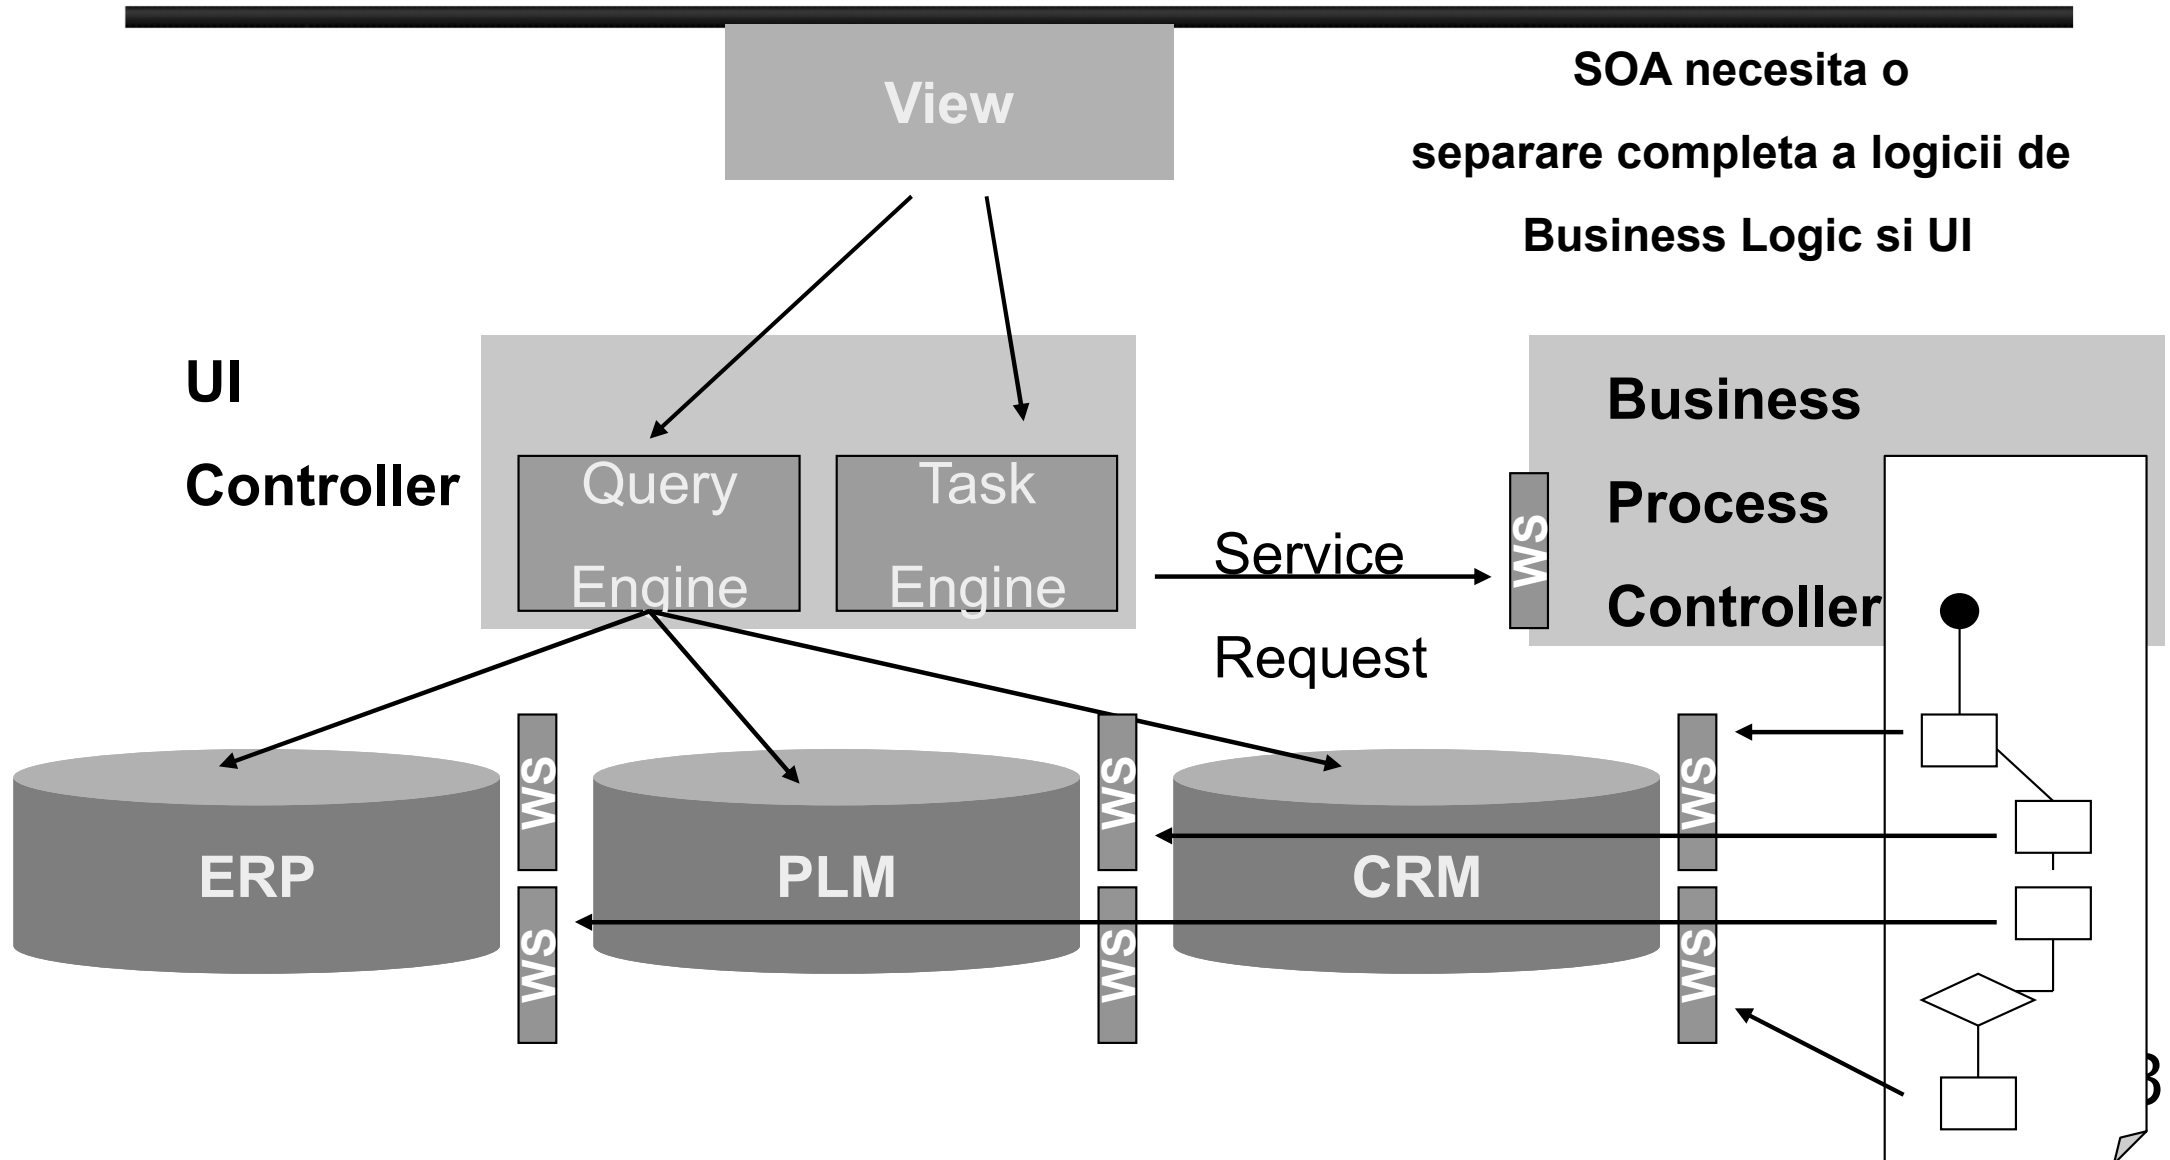 View
SOA necesita o
separare completa a logicii de
Business Logic si UI
UI
Controller
Query
Engine
Task
Engine
Service
Request
WS
Business
Process
Controller
WS
WS
WS
WS
WS
WS
ERP
PLM
CRM
3